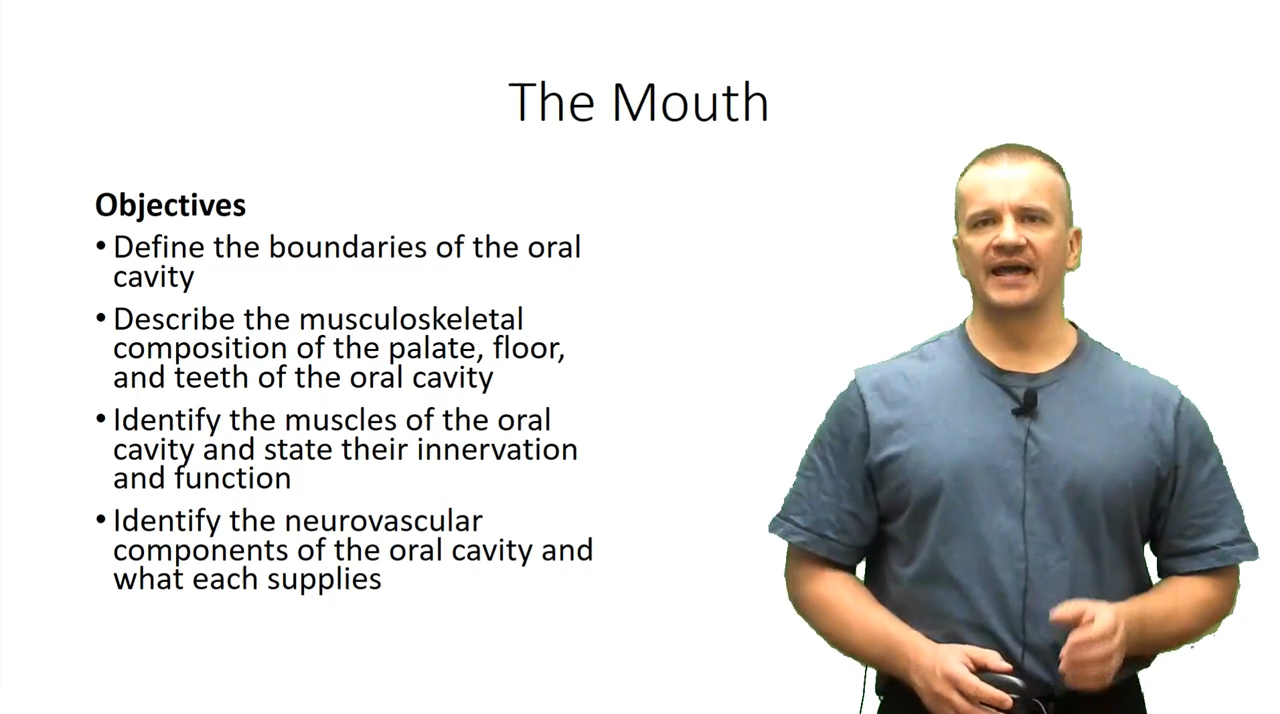 The Mouth
Objectives
• Define the boundaries of the oral
cavity
• Describe the musculoskeletal
composition of the palate, floor,
and teeth of the oral cavity
• Identify the muscles of the oral
cavity and state their innervation
and function
• Identify the neurovascular
components of the oral cavity and
what each supplies